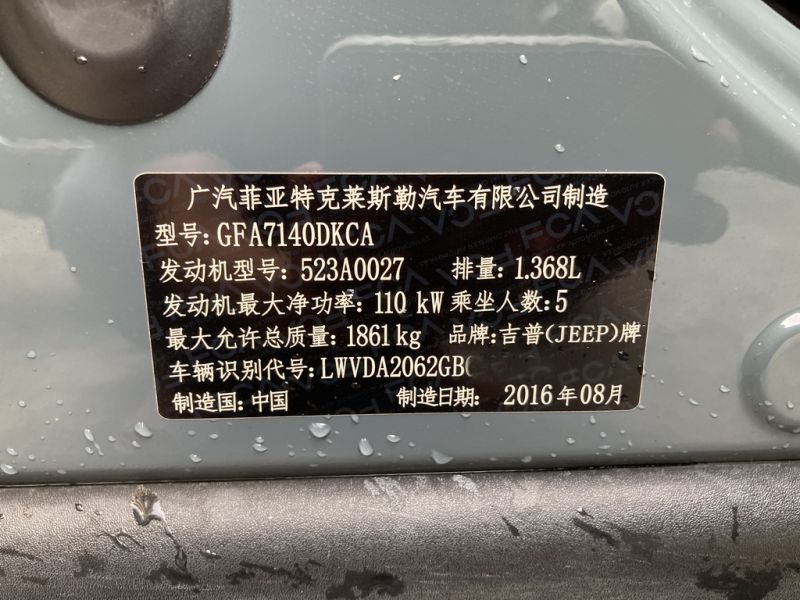 广汽菲亚特克莱斯勒汽车有限公司制造
型号: GFA7140DKCA
发动机型号: 523A0027 排量: 1.368L
发动机最大净功率: 110 kW 乘坐人数: 5
最大允许总质量: 1861kg 品牌: 吉普(JEEP)牌
车辆识别代号: LWVDA2062GB
制造国: 中国 制造日期: 2016年08月